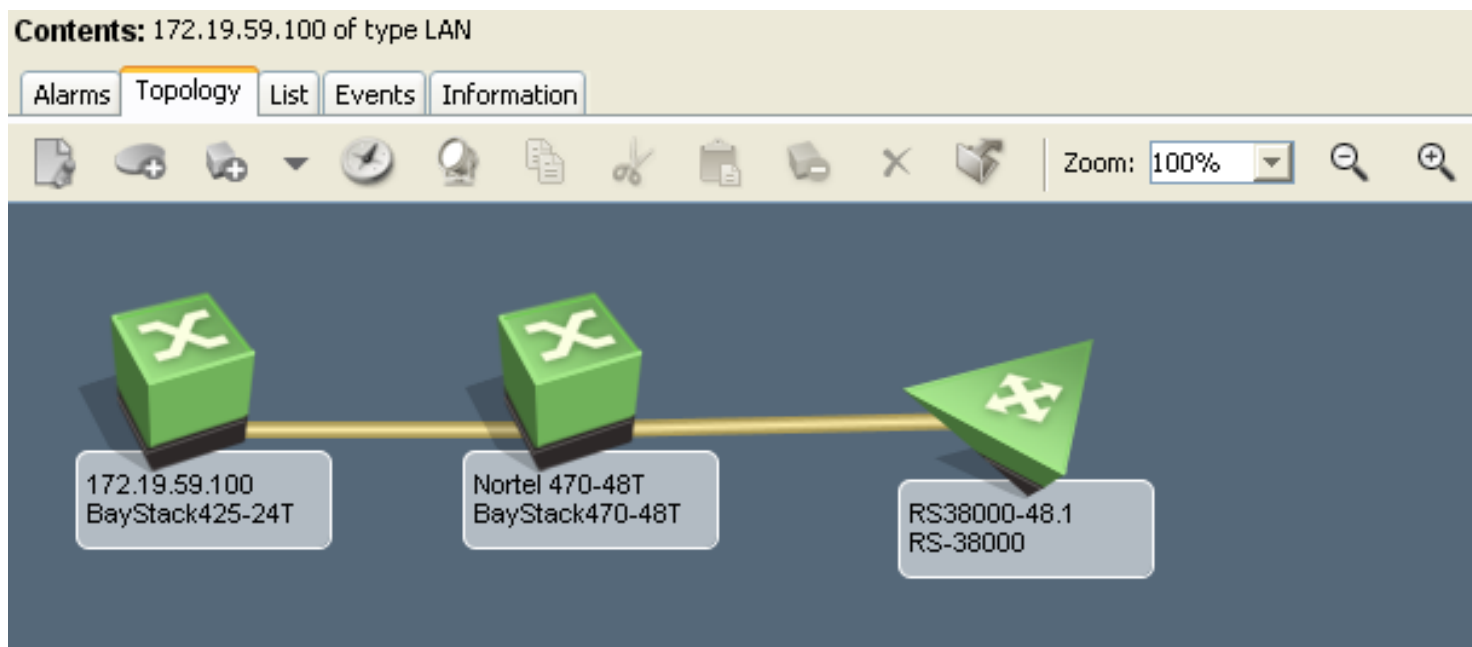 Contents: 172.19.59.100 of type LAN
Alarms Topology List Events Information
Zoom: 100%
172.19.59.100
BayStack425-24T
Nortel 470-48T
BayStack470-48T
RS38000-48.1
RS-38000